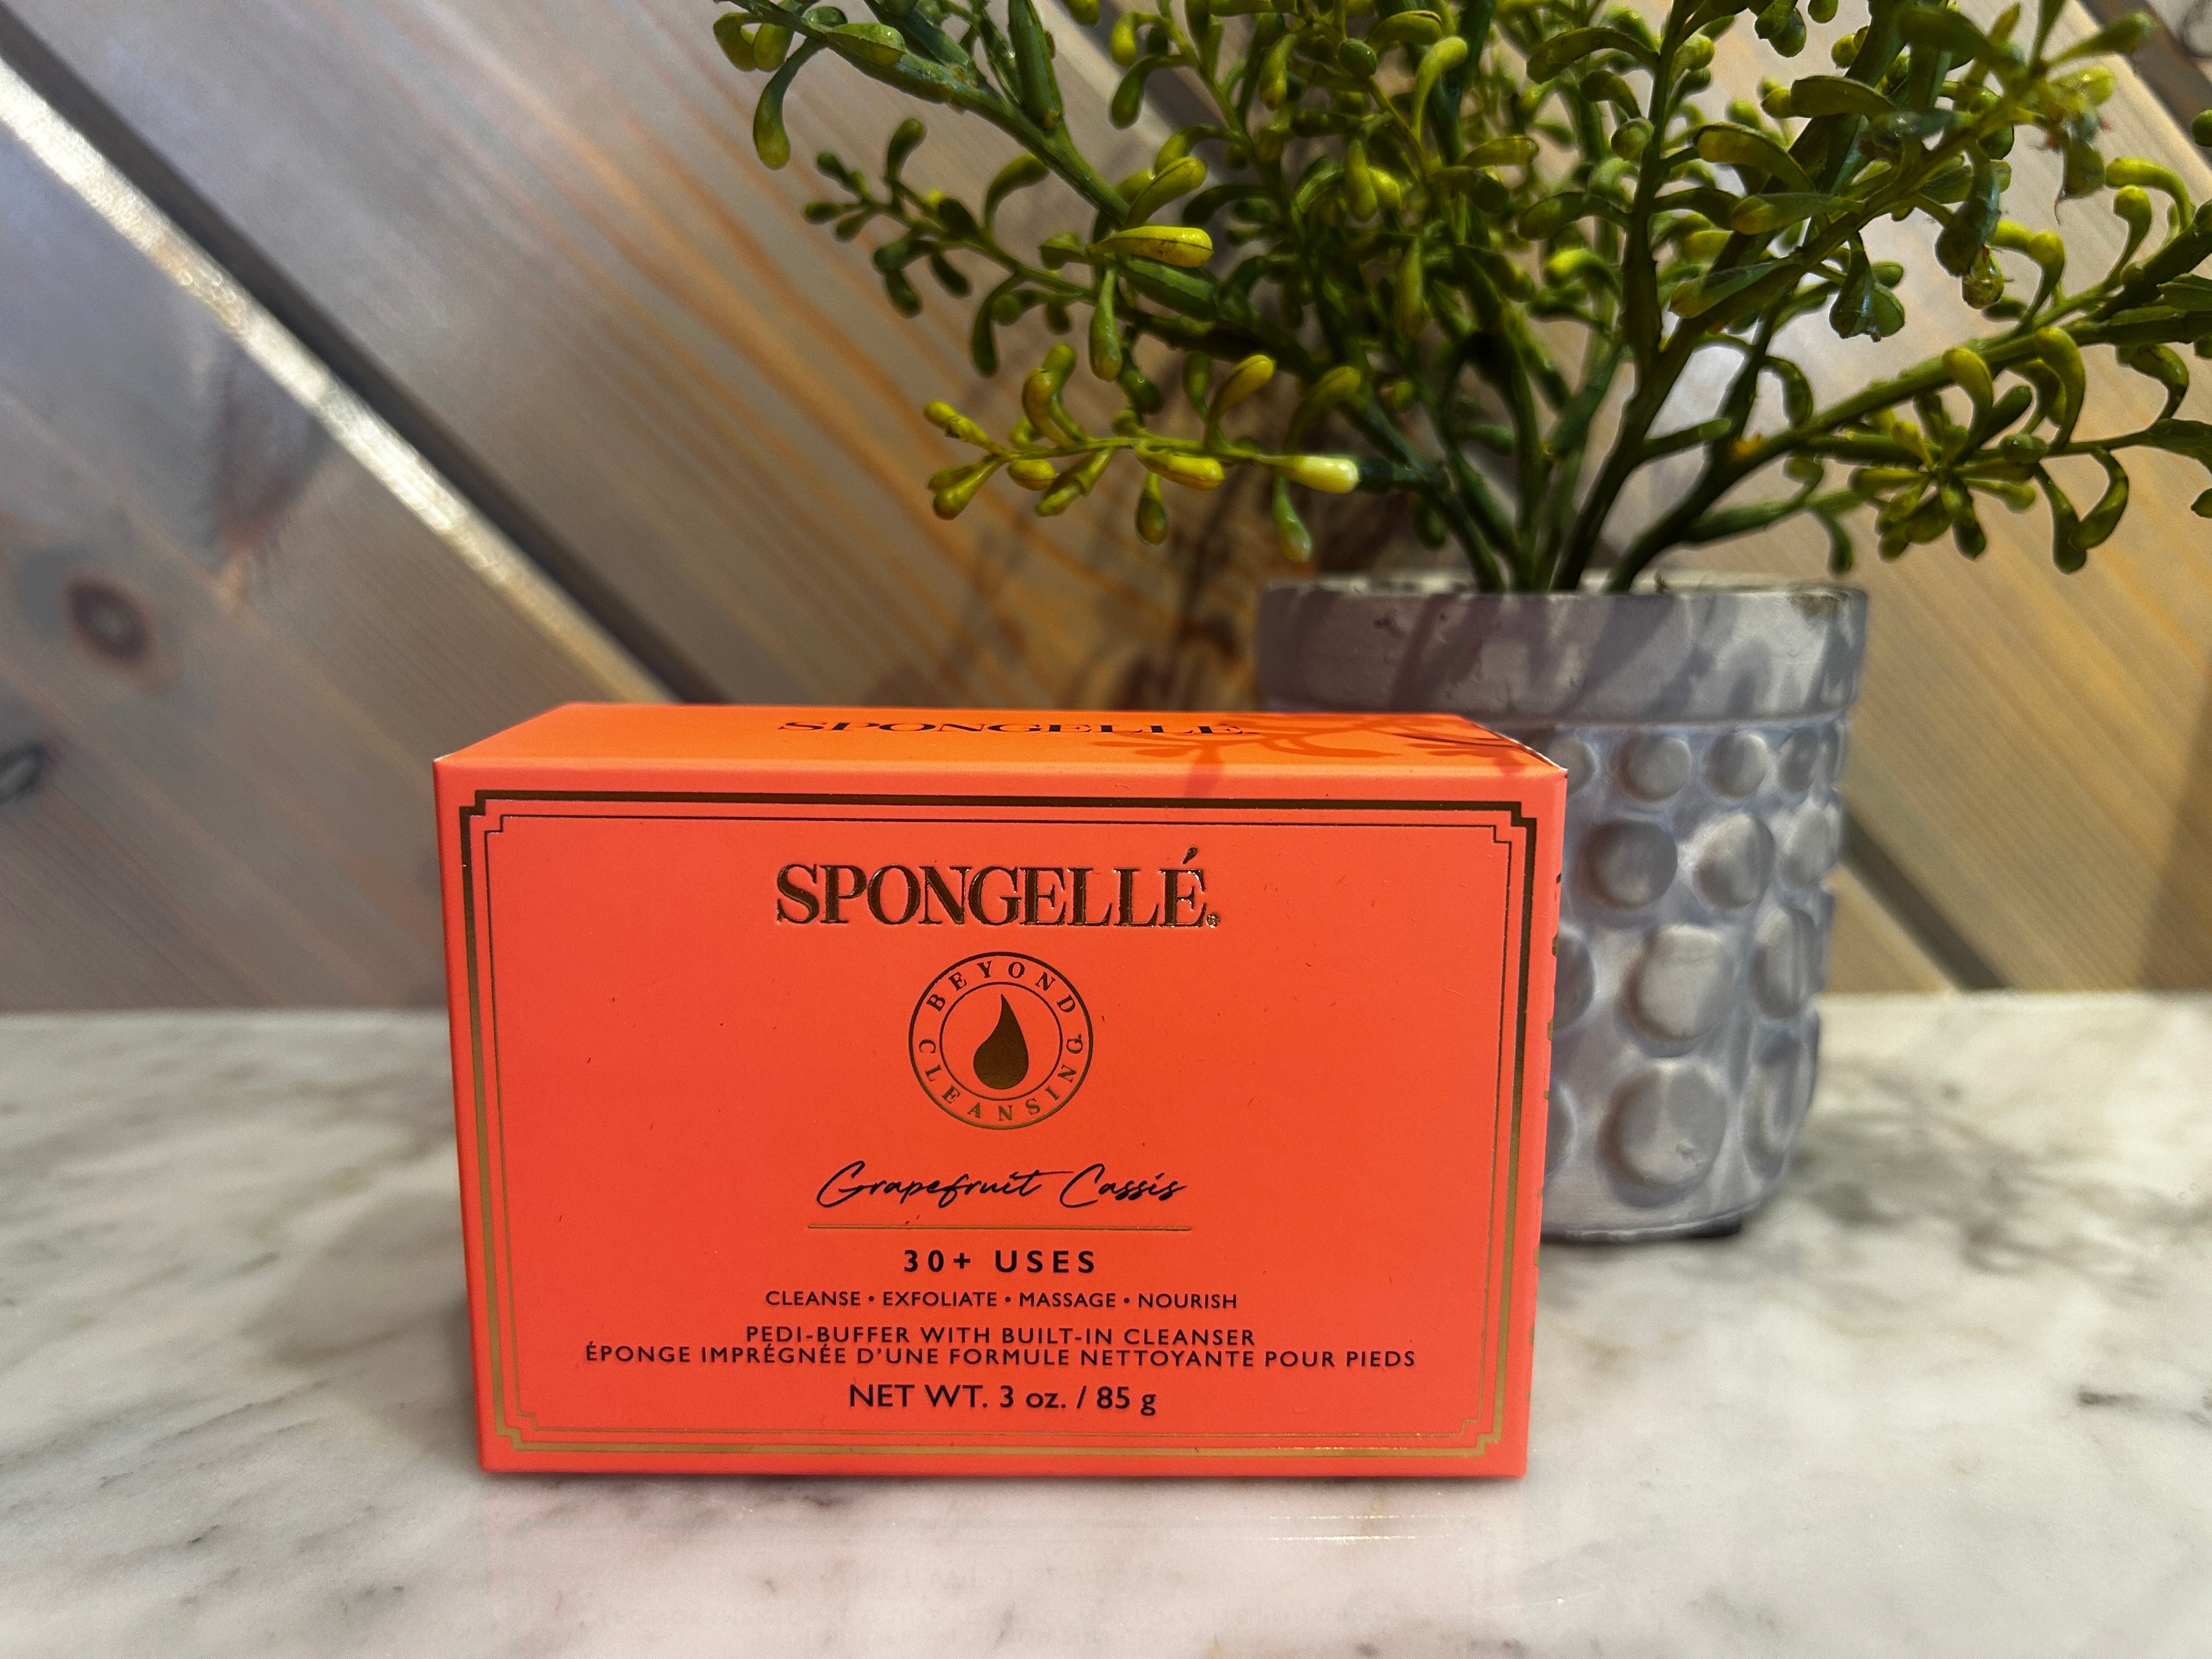 SPONGELLÉ
SPONGELLÉ®
BEYOND CLEANSING
Grapefruit Cassis
30+ USES
CLEANSE • EXFOLIATE • MASSAGE • NOURISH
PEDI-BUFFER WITH BUILT-IN CLEANSER
ÉPONGE IMPRÉGNÉE D'UNE FORMULE NETTOYANTE POUR PIEDS
NET WT. 3 oz. / 85 g